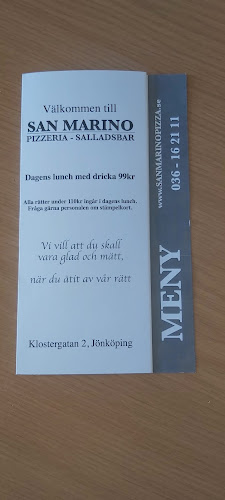 Välkommen till
SAN MARINO
PIZZERIA - SALLADSBAR
Dagens lunch med dricka 99kr
Alla rätter under 110kr ingår i dagens lunch.
Fråga gärna personalen om stämpelkort.
Vi vill att du skall
vara glad och mätt,
när du ätit av vår rätt
Klostergatan 2, Jönköping
MENY
www.SANMARINOPIZZA.se
036 - 16 21 11